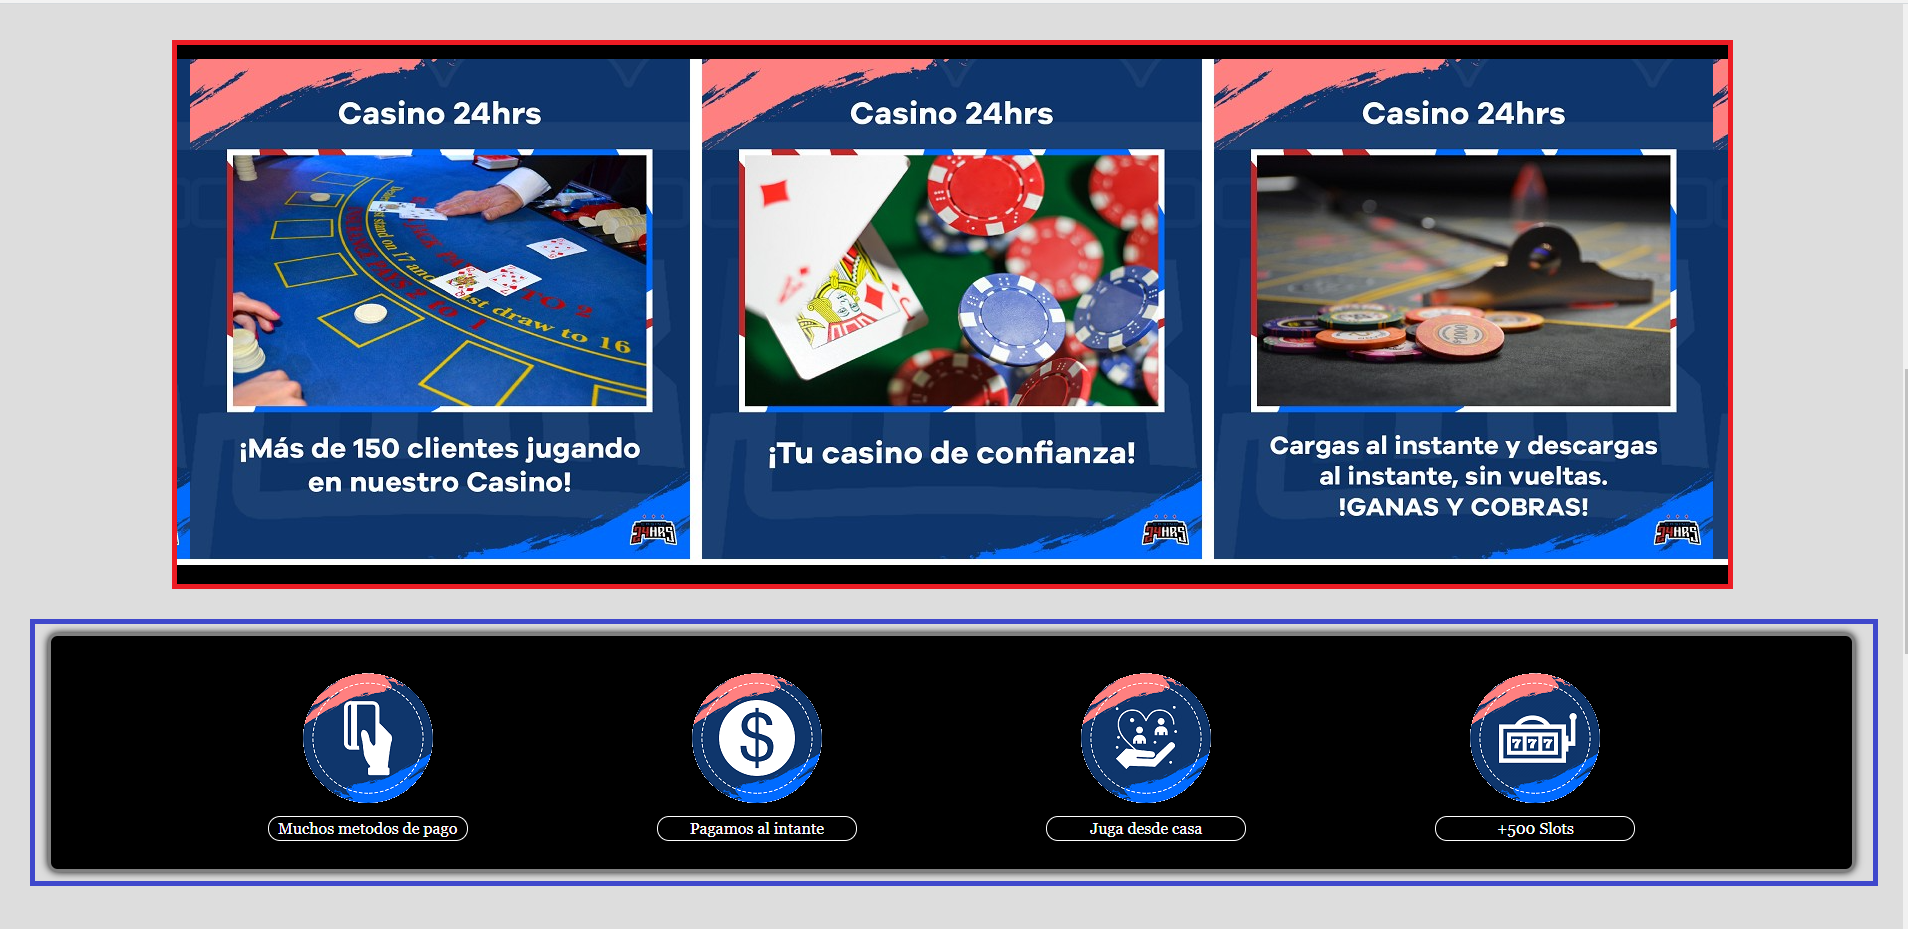 Casino 24hrs
Casino 24hrs
Casino 24hrs
¡Más de 150 clientes jugando
en nuestro Casino!
24HRS
¡Tu casino de confianza!
24HRS
Cargas al instante y descargas
al instante, sin vueltas.
!GANAS Y COBRAS!
24HRS
$
777
Muchos metodos de pago
Pagamos al intante
Juga desde casa
+500 Slots